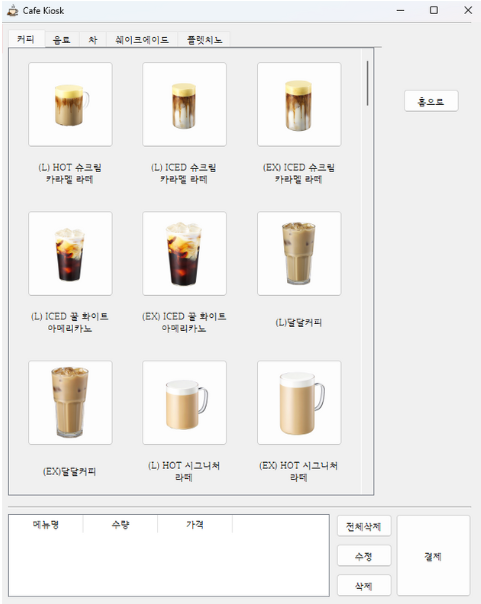 Cafe Kiosk
커피 음료 차 쉐이크에이드 플랫치노
홈으로
(L) HOT 슈크림
카라멜 라떼
(L) ICED 슈크림
카라멜 라떼
(EX) ICED 슈크림
카라멜 라떼
(L) ICED 꿀 화이트
아메리카노
(EX) ICED 꿀 화이트
아메리카노
(L)달달커피
(EX)달달커피
(L) HOT 시그니처
라떼
(EX) HOT 시그니처
라떼
메뉴명 수량 가격
전체삭제
수정
삭제
결제